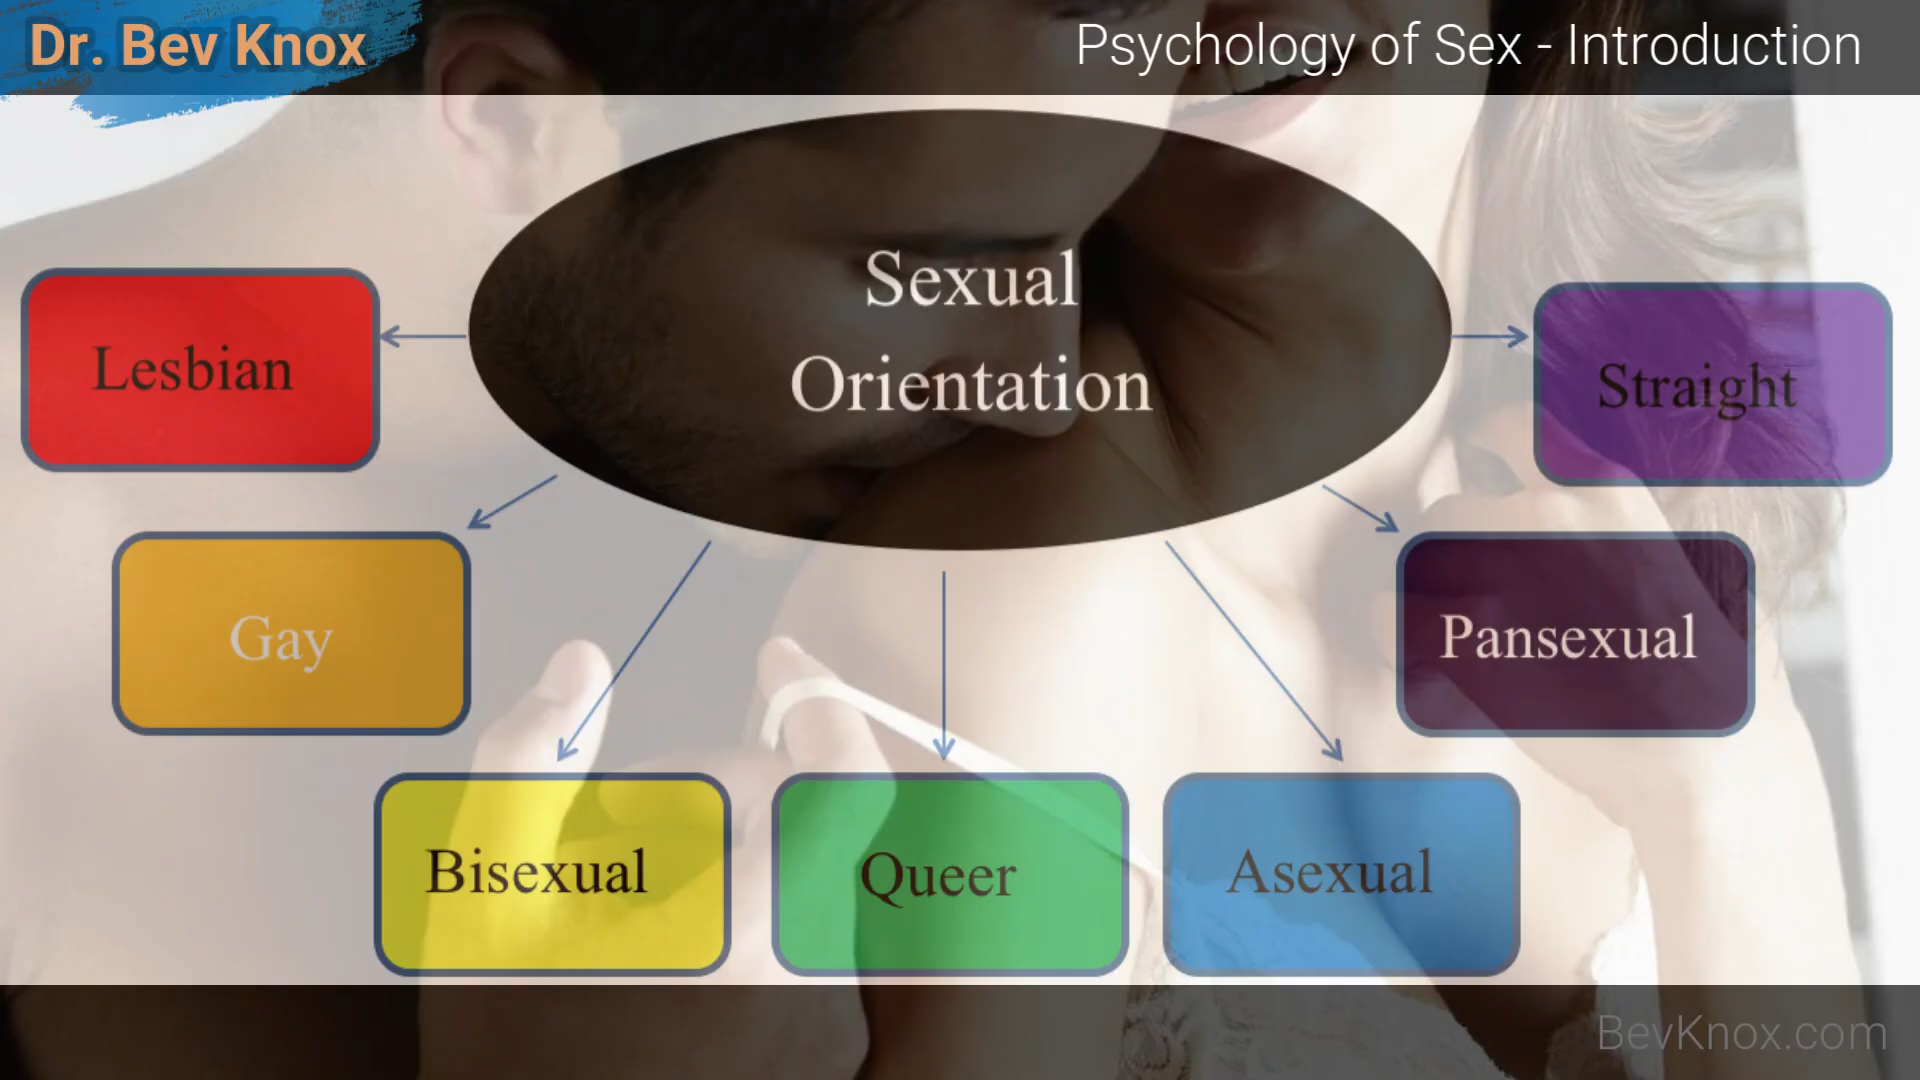 Dr. Bev Knox
Psychology of Sex - Introduction
Sexual
Orientation
Lesbian
Straight
Gay
Pansexual
Bisexual
Queer
Asexual
BevKnox.com